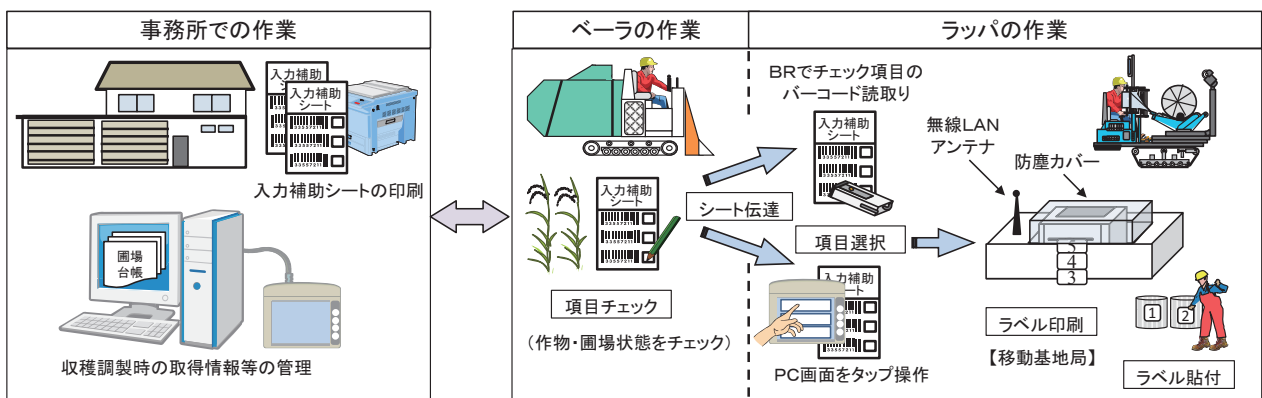 事務所での作業
入力補助
シート
入力補助
シート
33557211
入力補助シートの印刷
圃場
台帳
収穫調製時の取得情報等の管理
ベーラの作業
入力補助
シート
33557211
33557211
33557211
項目チェック
(作物・圃場状態をチェック)
シート伝達
ラッパの作業
BRでチェック項目の
バーコード読取り
入力補助
シート
33557211
項目選択
入力補助
シート
PC画面をタップ操作
無線LAN
アンテナ
防塵カバー
5
4
3
ラベル印刷
【移動基地局】
1
2
ラベル貼付